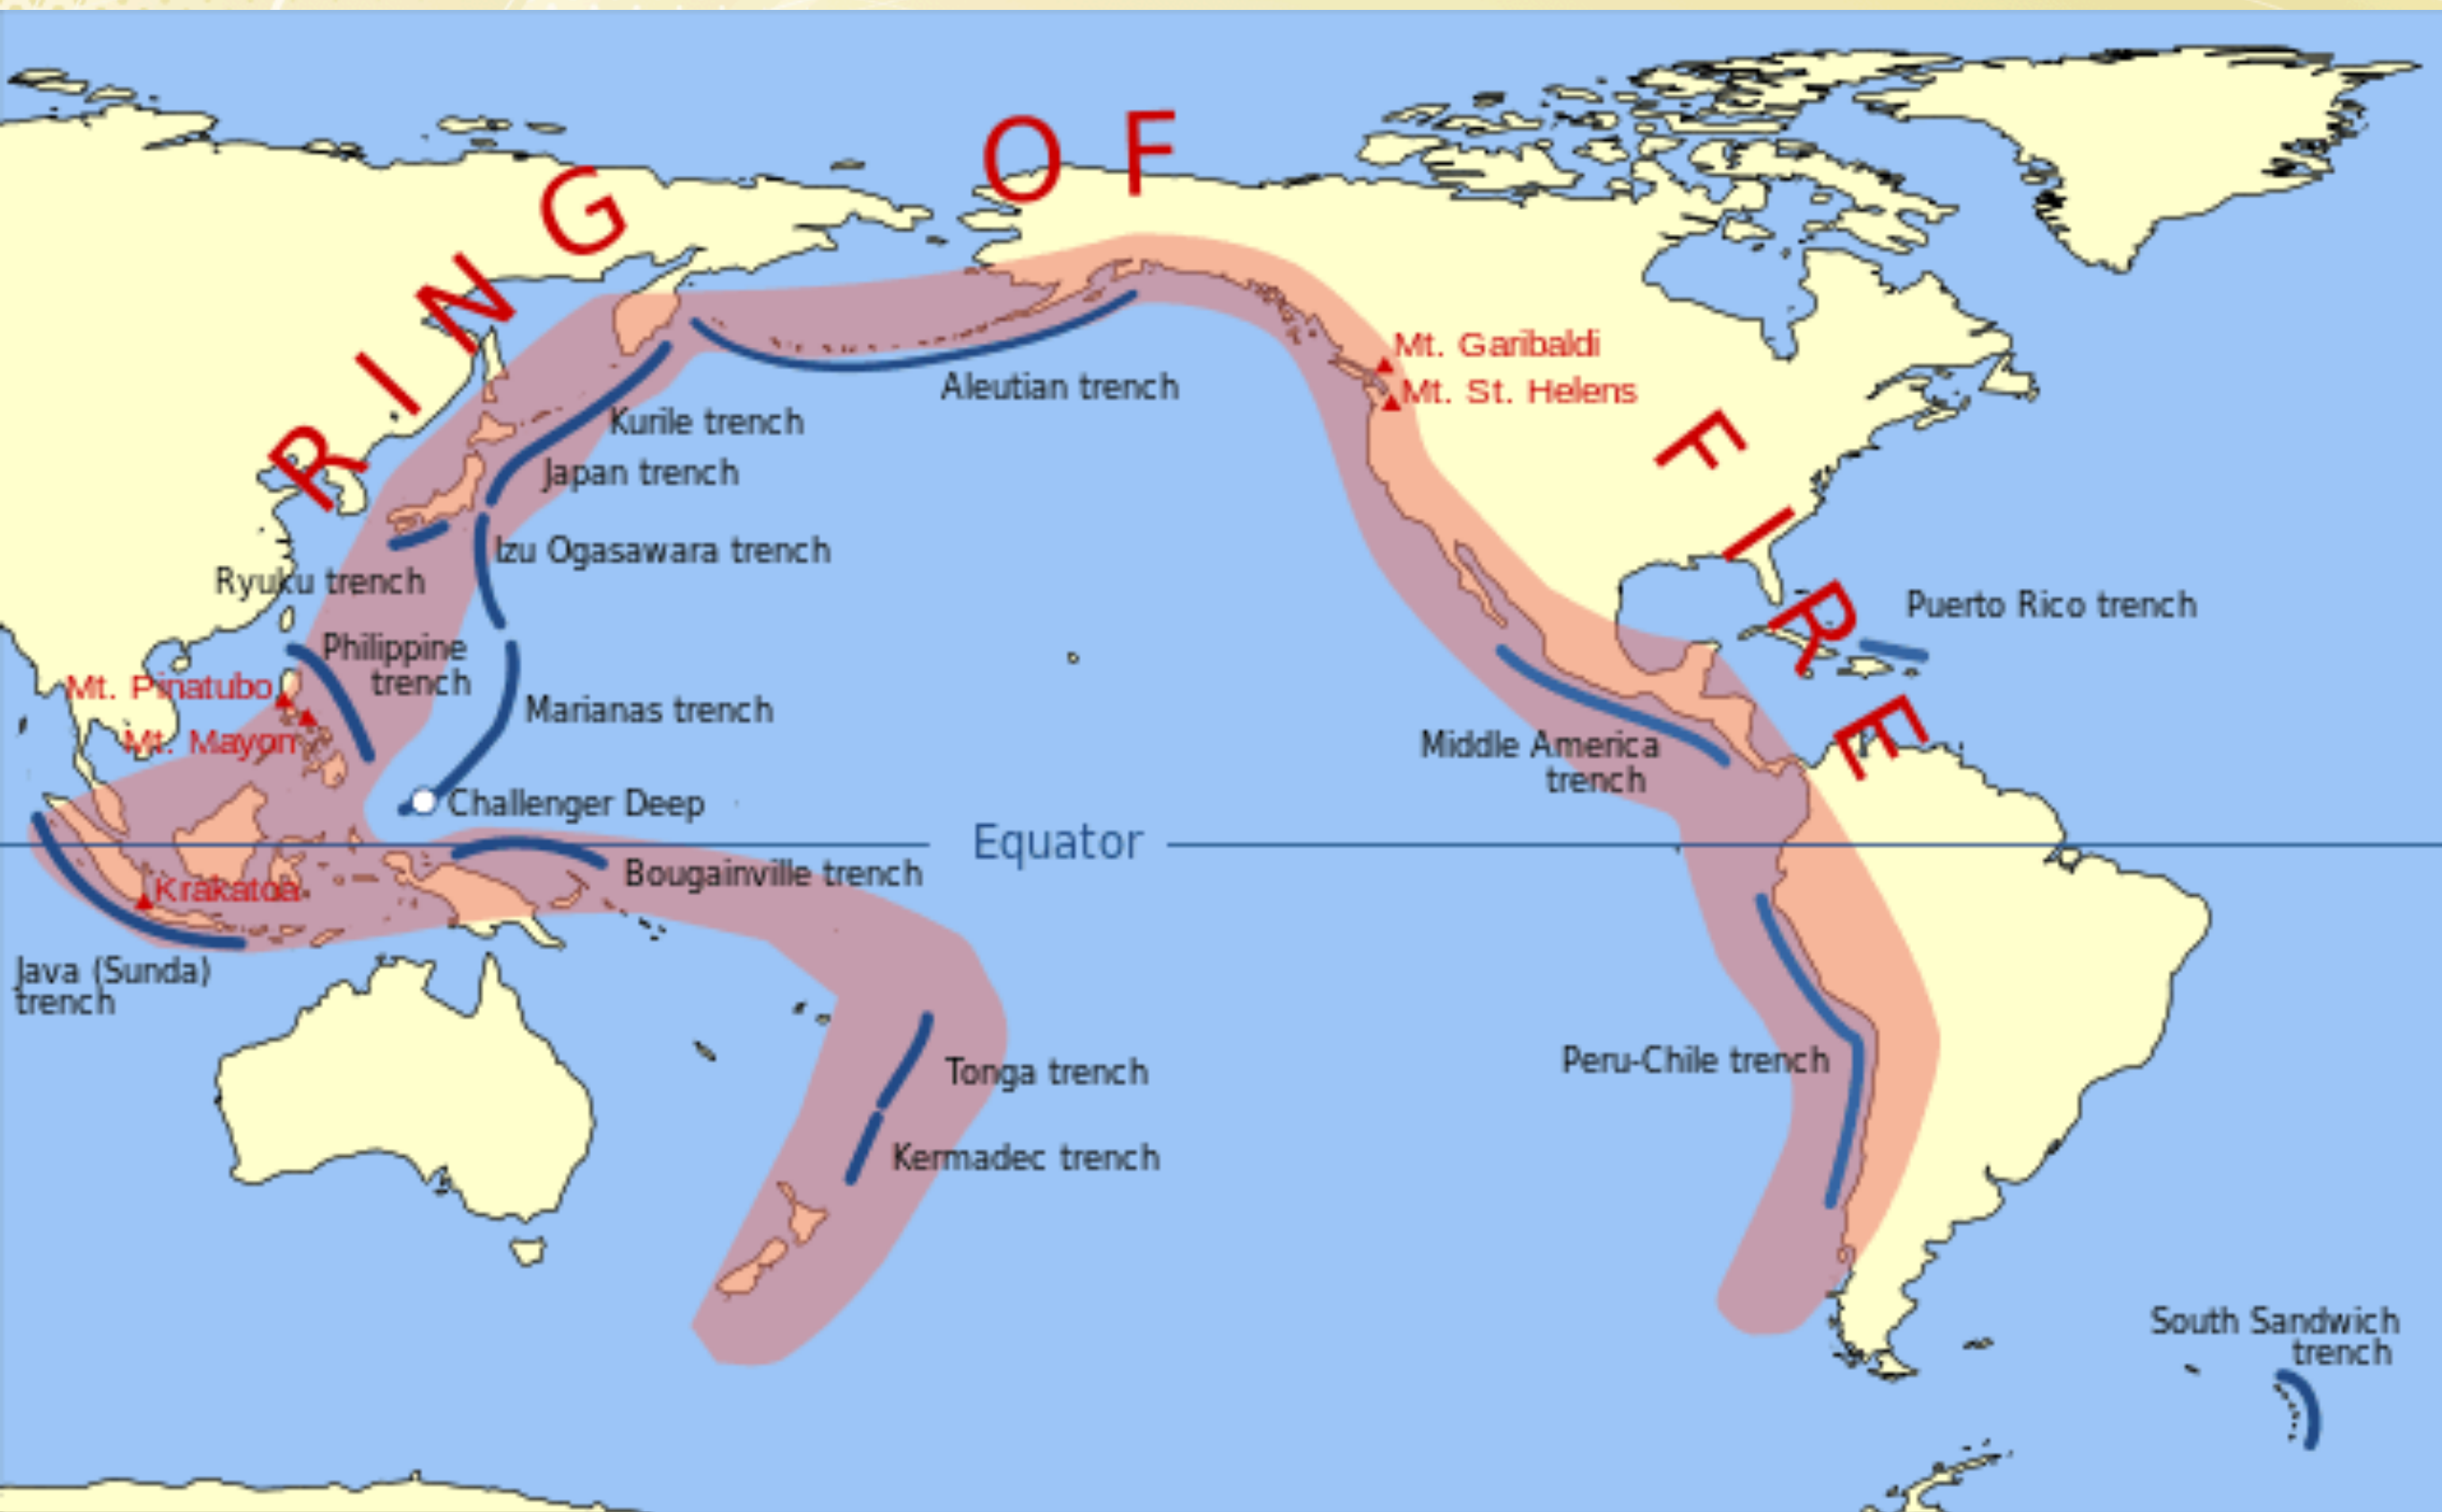 RING OF FIRE
Mt. Garibaldi
Mt. St. Helens
Aleutian trench
Kurile trench
Japan trench
Izu Ogasawara trench
Ryuku trench
Puerto Rico trench
Philippine
trench
Mt. Pinatubo
Marianas trench
Mt. Mayon
Middle America
trench
Challenger Deep
Equator
Bougainville trench
Krakatoa
Java (Sunda)
trench
Peru-Chile trench
Tonga trench
Kermadec trench
South Sandwich
trench